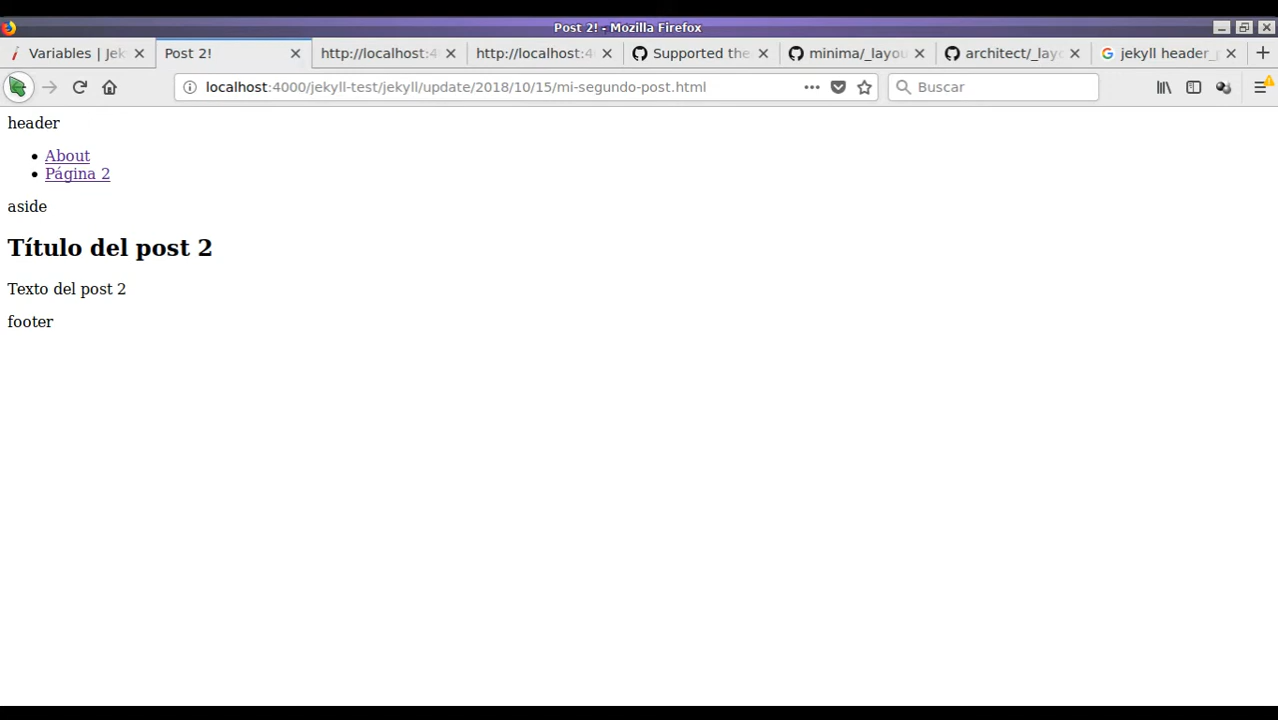 Post 2! - Mozilla Firefox
Variables | Jek
Post 2!
http://localhost:4
http://localhost:4
Supported the
minima/_layou
architect/_layo
jekyll header_
localhost:4000/jekyll-test/jekyll/update/2018/10/15/mi-segundo-post.html
Buscar
header
About
Página 2
aside
Título del post 2
Texto del post 2
footer